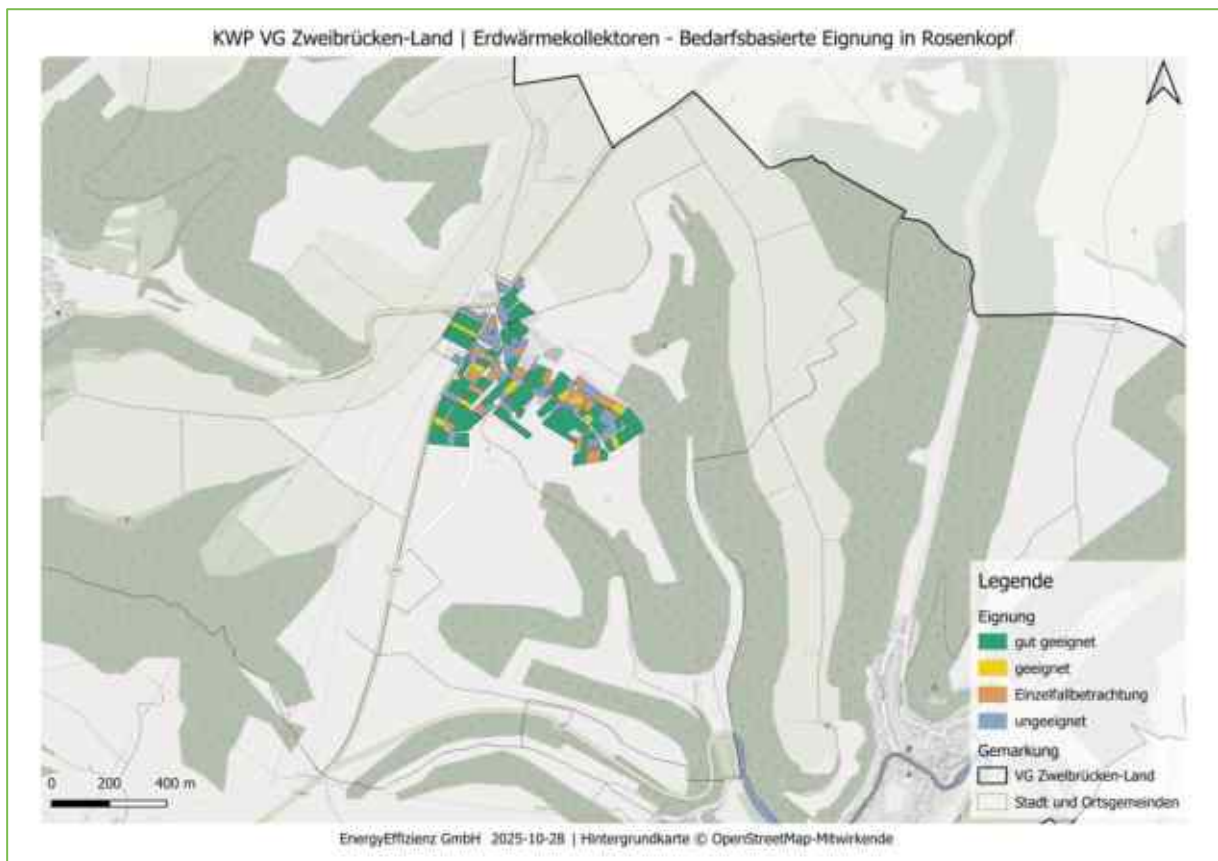 KWP VG Zweibrücken-Land | Erdwärmekollektoren - Bedarfsbasierte Eignung in Rosenkopf
Legende
Eignung
gut geeignet
geeignet
Einzelfallbetrachtung
ungeeignet
Gemarkung
VG Zweibrücken-Land
Stadt und Ortsgemeinden
0 200 400 m
EnergyEffizienz GmbH 2025-10-28 | Hintergrundkarte © OpenStreetMap-Mitwirkende